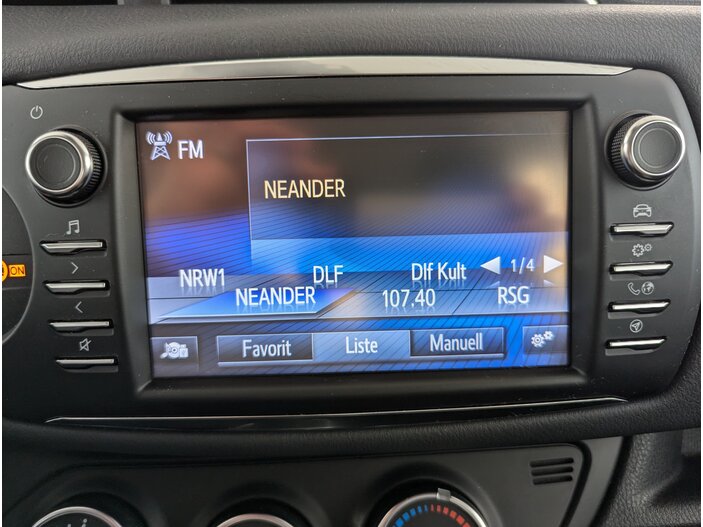 FM
NEANDER
NRW1 DLF Dlf Kult 1/4
NEANDER 107.40 RSG
Favorit Liste Manuell
ON